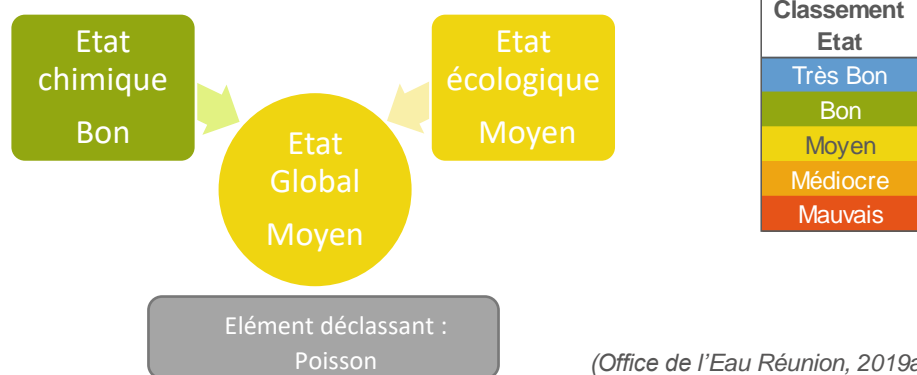 Etat
chimique
Bon
Etat
écologique
Moyen
Etat
Global
Moyen
Elément déclassant :
Poisson
Classement
Etat
Très Bon
Bon
Moyen
Médiocre
Mauvais
(Office de l'Eau Réunion, 2019a